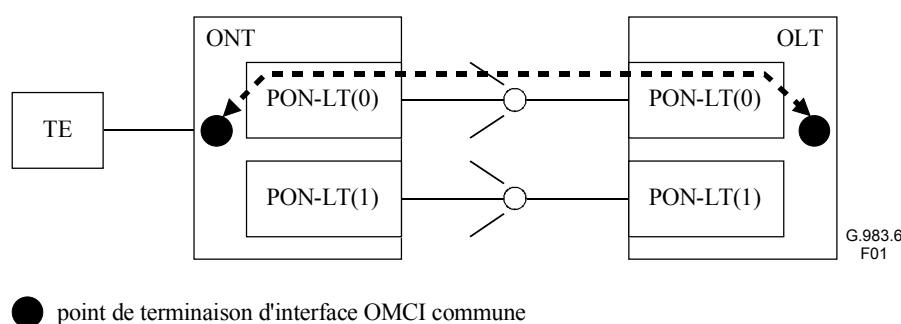 ONT
OLT
PON-LT(0)
PON-LT(0)
TE
PON-LT(1)
PON-LT(1)
G.983.6
F01
point de terminaison d'interface OMCI commune